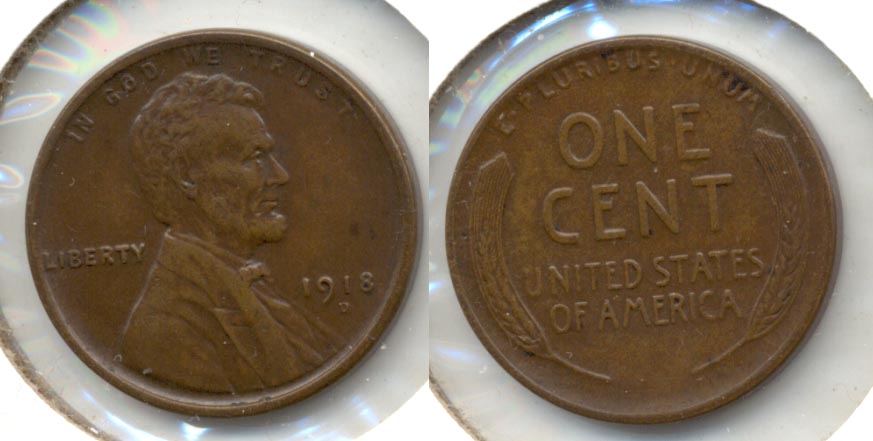 IN GOD WE TRUST
LIBERTY
1918
D
E·PLURIBUS·UNUM
ONE
CENT
UNITED STATES
OF AMERICA